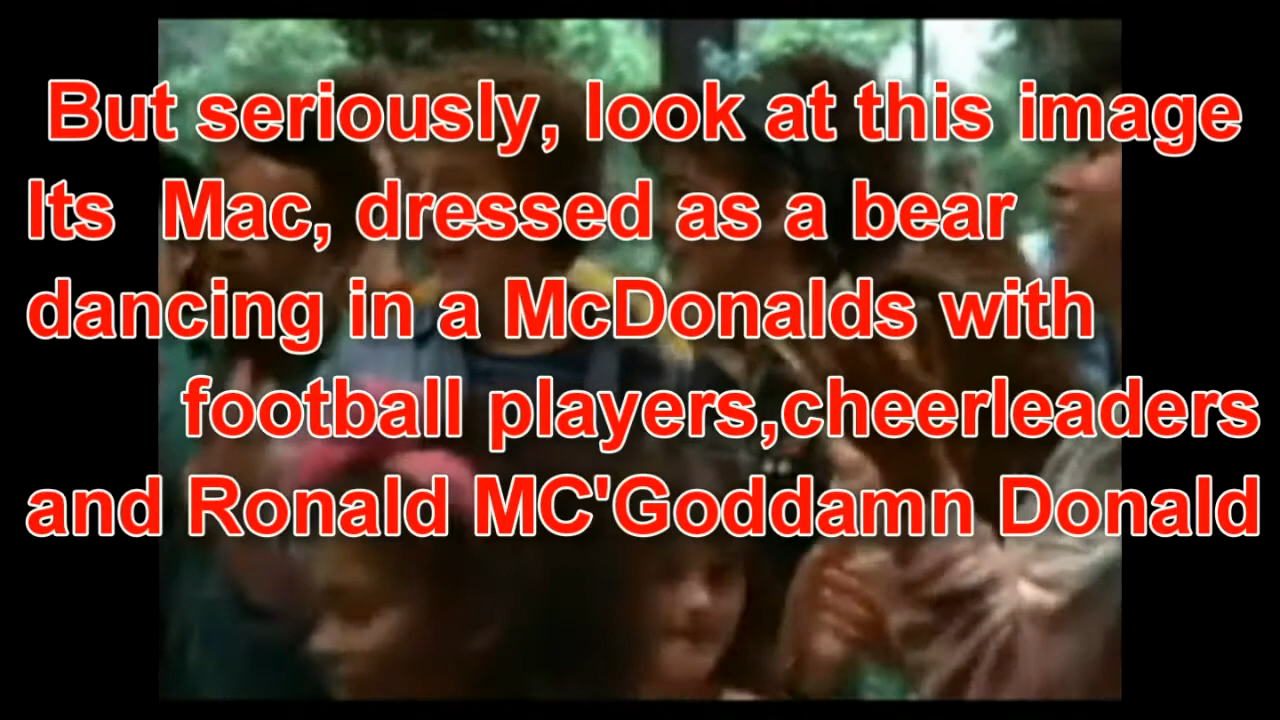 But seriously, look at this image
Its Mac, dressed as a bear
dancing in a McDonalds with
football players,cheerleaders
and Ronald MC'Goddamn Donald